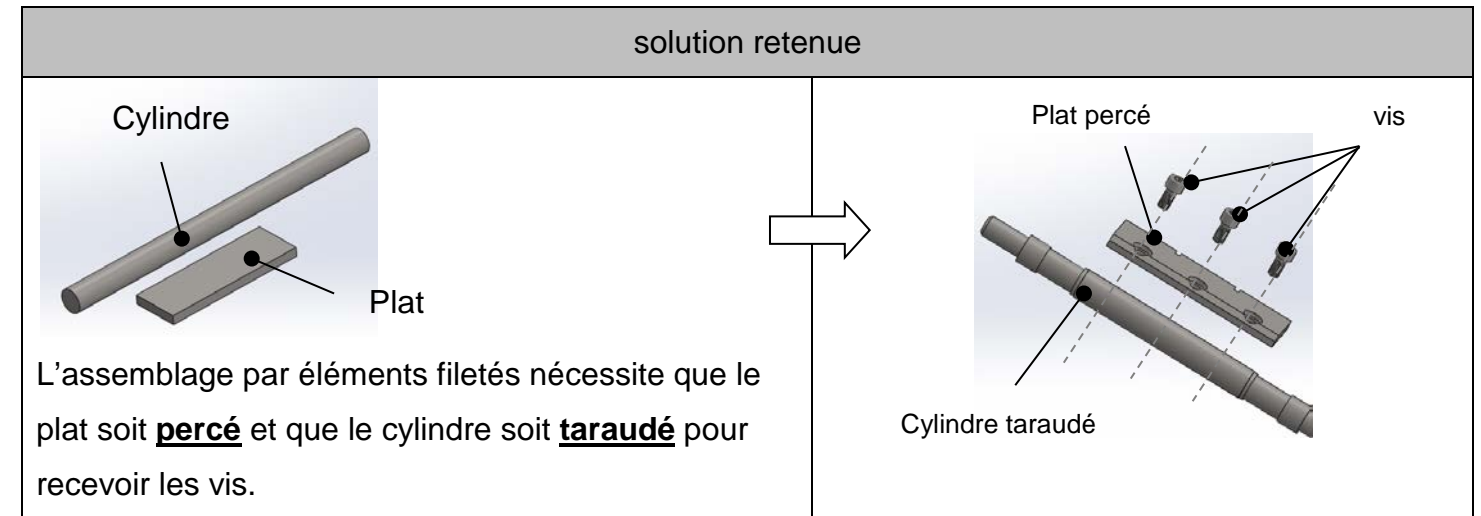 solution retenue
Cylindre
Plat
L’assemblage par éléments filetés nécessite que le
plat soit percé et que le cylindre soit taraudé pour
recevoir les vis.
Plat percé
vis
Cylindre taraudé